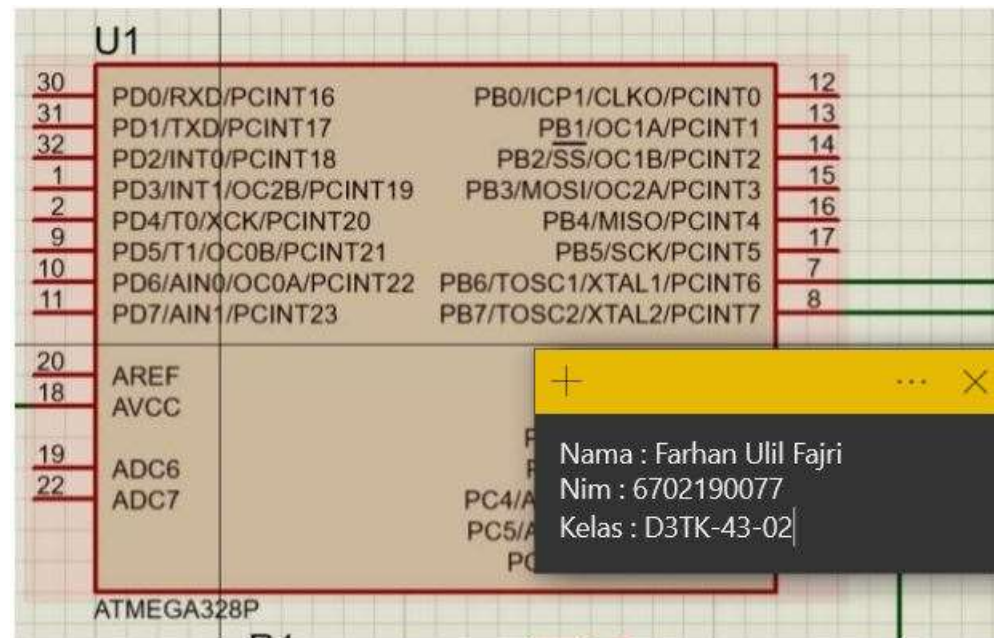 U1
30 PD0/RXD/PCINT16 PB0/ICP1/CLKO/PCINT0 12
31 PD1/TXD/PCINT17 PB1/OC1A/PCINT1 13
32 PD2/INT0/PCINT18 PB2/SS/OC1B/PCINT2 14
1 PD3/INT1/OC2B/PCINT19 PB3/MOSI/OC2A/PCINT3 15
2 PD4/T0/XCK/PCINT20 PB4/MISO/PCINT4 16
9 PD5/T1/OC0B/PCINT21 PB5/SCK/PCINT5 17
10 PD6/AIN0/OC0A/PCINT22 PB6/TOSC1/XTAL1/PCINT6 7
11 PD7/AIN1/PCINT23 PB7/TOSC2/XTAL2/PCINT7 8
20 AREF
18 AVCC
19 ADC6
22 ADC7
PC4/A
PC5/A
Nama : Farhan Ulil Fajri
Nim : 6702190077
Kelas : D3TK-43-02
ATMEGA328P